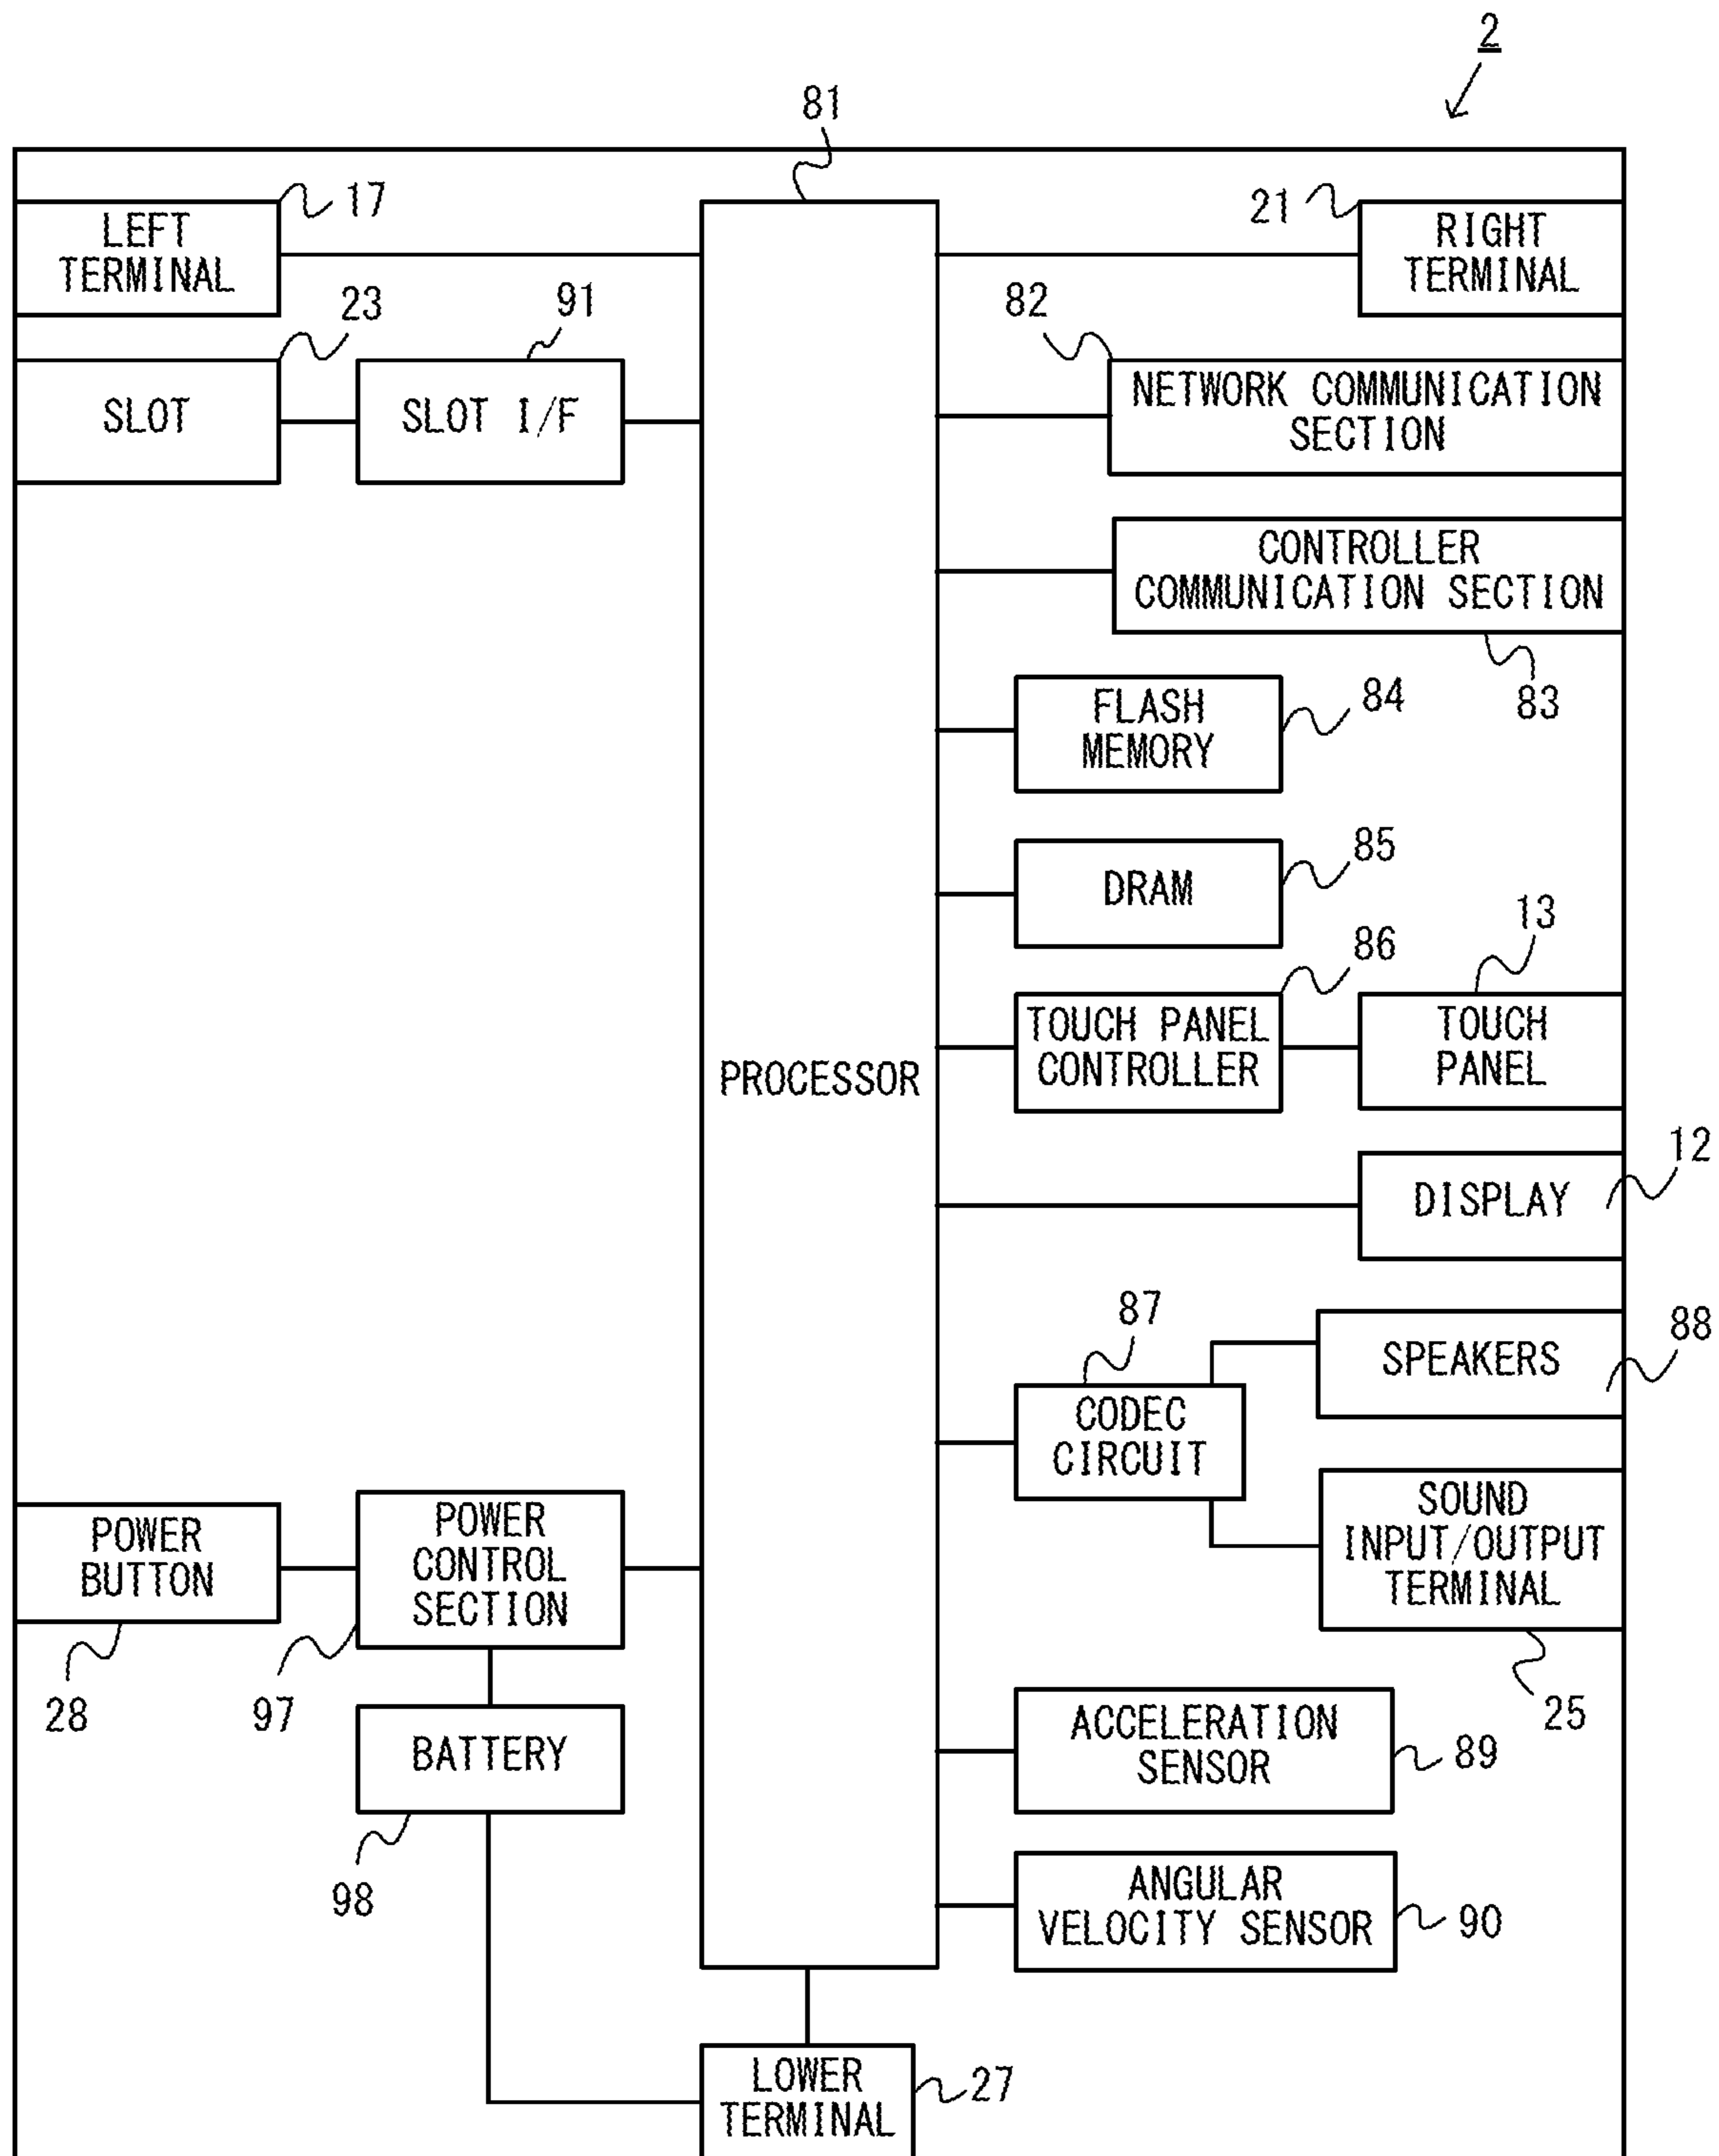 2
81
17
LEFT
TERMINAL
21
RIGHT
TERMINAL
23
SLOT
91
SLOT I/F
82
NETWORK COMMUNICATION
SECTION
CONTROLLER
COMMUNICATION SECTION
83
FLASH
MEMORY
84
DRAM
85
PROCESSOR
86
TOUCH PANEL
CONTROLLER
13
TOUCH
PANEL
DISPLAY
12
87
CODEC
CIRCUIT
SPEAKERS
88
SOUND
INPUT/OUTPUT
TERMINAL
25
POWER
BUTTON
28
POWER
CONTROL
SECTION
97
BATTERY
98
ACCELERATION
SENSOR
89
ANGULAR
VELOCITY SENSOR
90
LOWER
TERMINAL
27